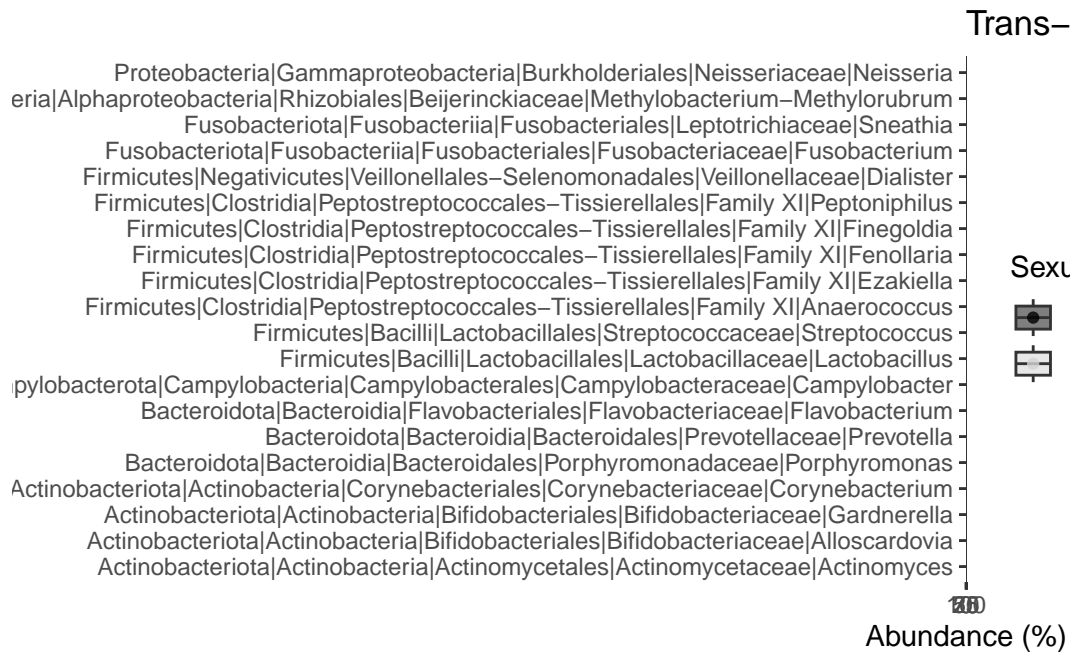 Trans−
Proteobacteria|Gammaproteobacteria|Burkholderiales|Neisseriaceae|Neisseria
eria|Alphaproteobacteria|Rhizobiales|Beijerinckiaceae|Methylobacterium−Methylorubrum
Fusobacteriota|Fusobacteriia|Fusobacteriales|Leptotrichiaceae|Sneathia
Fusobacteriota|Fusobacteriia|Fusobacteriales|Fusobacteriaceae|Fusobacterium
Firmicutes|Negativicutes|Veillonellales−Selenomonadales|Veillonellaceae|Dialister
Firmicutes|Clostridia|Peptostreptococcales−Tissierellales|Family XI|Peptoniphilus
Firmicutes|Clostridia|Peptostreptococcales−Tissierellales|Family XI|Finegoldia
Firmicutes|Clostridia|Peptostreptococcales−Tissierellales|Family XI|Fenollaria
Firmicutes|Clostridia|Peptostreptococcales−Tissierellales|Family XI|Ezakiella
Firmicutes|Clostridia|Peptostreptococcales−Tissierellales|Family XI|Anaerococcus
Firmicutes|Bacilli|Lactobacillales|Streptococcaceae|Streptococcus
Firmicutes|Bacilli|Lactobacillales|Lactobacillaceae|Lactobacillus
pylobacterota|Campylobacteria|Campylobacterales|Campylobacteraceae|Campylobacter
Bacteroidota|Bacteroidia|Flavobacteriales|Flavobacteriaceae|Flavobacterium
Bacteroidota|Bacteroidia|Bacteroidales|Prevotellaceae|Prevotella
Bacteroidota|Bacteroidia|Bacteroidales|Porphyromonadaceae|Porphyromonas
Actinobacteriota|Actinobacteria|Corynebacteriales|Corynebacteriaceae|Corynebacterium
Actinobacteriota|Actinobacteria|Bifidobacteriales|Bifidobacteriaceae|Gardnerella
Actinobacteriota|Actinobacteria|Bifidobacteriales|Bifidobacteriaceae|Alloscardovia
Actinobacteriota|Actinobacteria|Actinomycetales|Actinomycetaceae|Actinomyces
Abundance (%)
Sexu